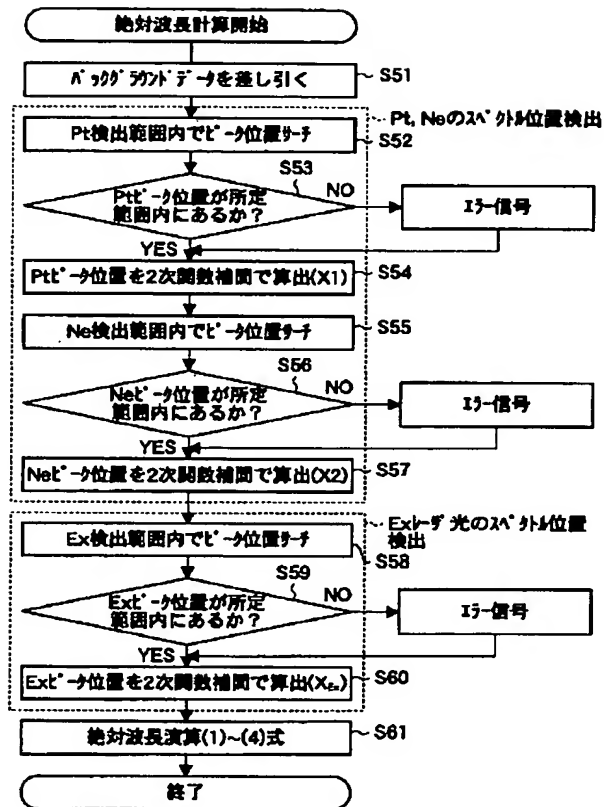 絶対波長計算開始
バックグラウンドデータを差し引く
S51
Pt,Neのスペクトル位置検出
Pt検出範囲内でピーク位置サーチ
S52
S53
Ptピーク位置が所定
範囲内にあるか?
NO
エラー信号
YES
Ptピーク位置を2次関数補間で算出(X1)
S54
Ne検出範囲内でピーク位置サーチ
S55
S56
Neピーク位置が所定
範囲内にあるか?
NO
エラー信号
YES
Neピーク位置を2次関数補間で算出(X2)
S57
Exレーザ光のスペクトル位置
検出
Ex検出範囲内でピーク位置サーチ
S58
S59
Exピーク位置が所定
範囲内にあるか?
NO
エラー信号
YES
Exピーク位置を2次関数補間で算出(XEx)
S60
絶対波長演算(1)~(4)式
S61
終了